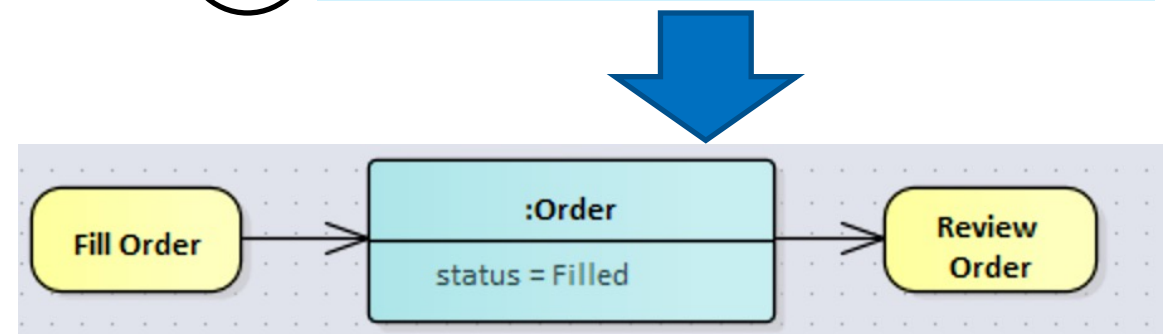 Fill Order
:Order
status = Filled
Review
Order